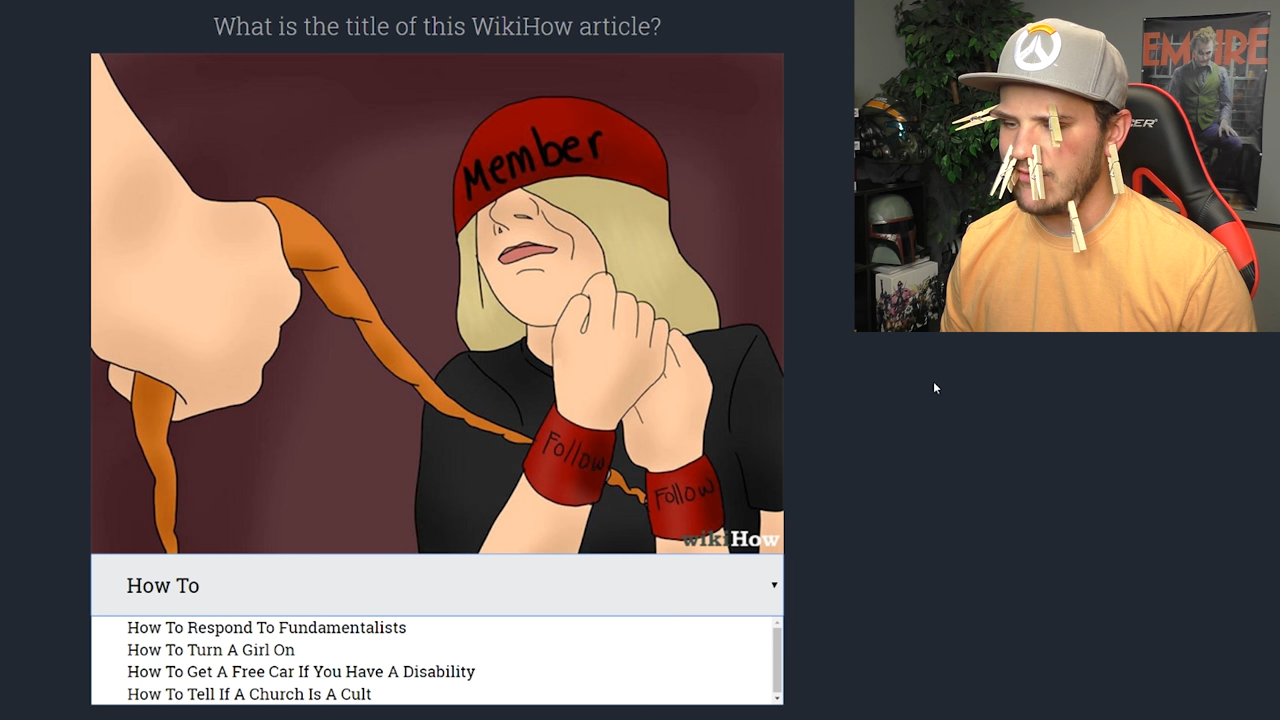 What is the title of this WikiHow article?
EMPIRE
Member
Follow
Follow
wikiHow
How To
How To Respond To Fundamentalists
How To Turn A Girl On
How To Get A Free Car If You Have A Disability
How To Tell If A Church Is A Cult